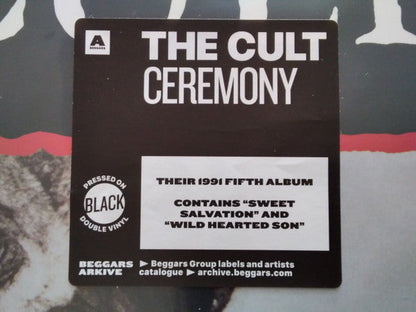 A
BEGGARS
THE CULT
CEREMONY
PRESSED ON
BLACK
DOUBLE VINYL
THEIR 1991 FIFTH ALBUM
CONTAINS “SWEET
SALVATION” AND
“WILD HEARTED SON”
BEGGARS ► Beggars Group labels and artists
ARKIVE catalogue ► archive.beggars.com